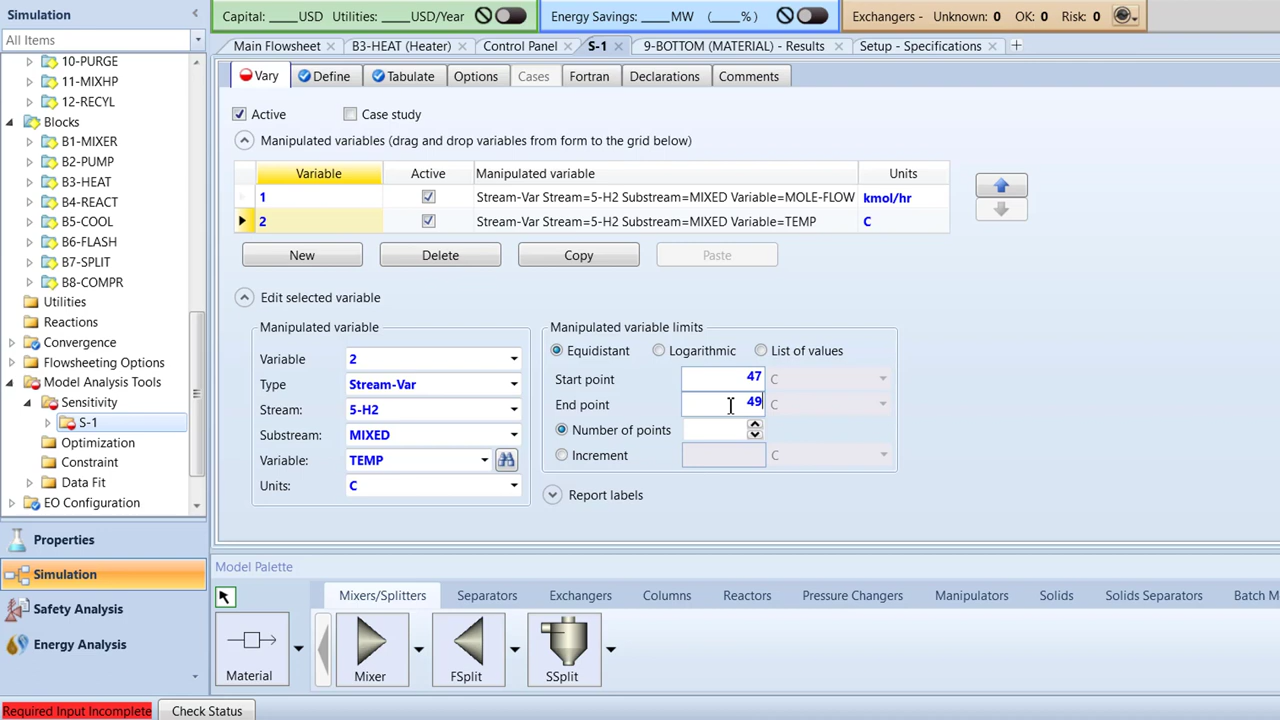 Simulation
Capital: ____USD Utilities: ____USD/Year
Energy Savings: ____MW (____%)
Exchangers - Unknown: 0 OK: 0 Risk: 0
All Items
Main Flowsheet
B3-HEAT (Heater)
Control Panel
S-1
9-BOTTOM (MATERIAL) - Results
Setup - Specifications
10-PURGE
11-MIXHP
12-RECYL
Blocks
B1-MIXER
B2-PUMP
B3-HEAT
B4-REACT
B5-COOL
B6-FLASH
B7-SPLIT
B8-COMPR
Utilities
Reactions
Convergence
Flowsheeting Options
Model Analysis Tools
Sensitivity
S-1
Optimization
Constraint
Data Fit
EO Configuration
Properties
Simulation
Safety Analysis
Energy Analysis
Vary
Define
Tabulate
Options
Cases
Fortran
Declarations
Comments
Active
Case study
Manipulated variables (drag and drop variables from form to the grid below)
Variable Active Manipulated variable Units
1 Stream-Var Stream=5-H2 Substream=MIXED Variable=MOLE-FLOW kmol/hr
2 Stream-Var Stream=5-H2 Substream=MIXED Variable=TEMP C
New Delete Copy Paste
Edit selected variable
Manipulated variable
Variable 2
Type Stream-Var
Stream: 5-H2
Substream: MIXED
Variable: TEMP
Units: C
Manipulated variable limits
Equidistant Logarithmic List of values
Start point 47 C
End point 49 C
Number of points
Increment C
Report labels
Model Palette
Mixers/Splitters Separators Exchangers Columns Reactors Pressure Changers Manipulators Solids Solids Separators Batch M
Material Mixer FSplit SSplit
Required Input Incomplete Check Status